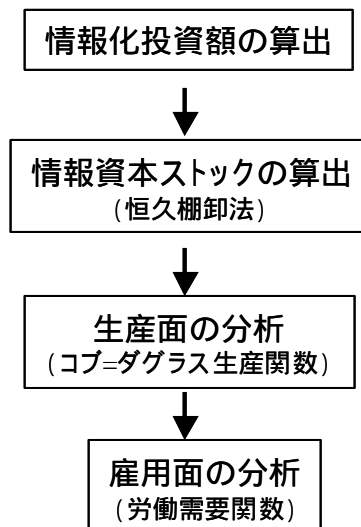 情報化投資額の算出
情報資本ストックの算出
(恒久棚卸法)
生産面の分析
(コブ=ダグラス生産関数)
雇用面の分析
(労働需要関数)